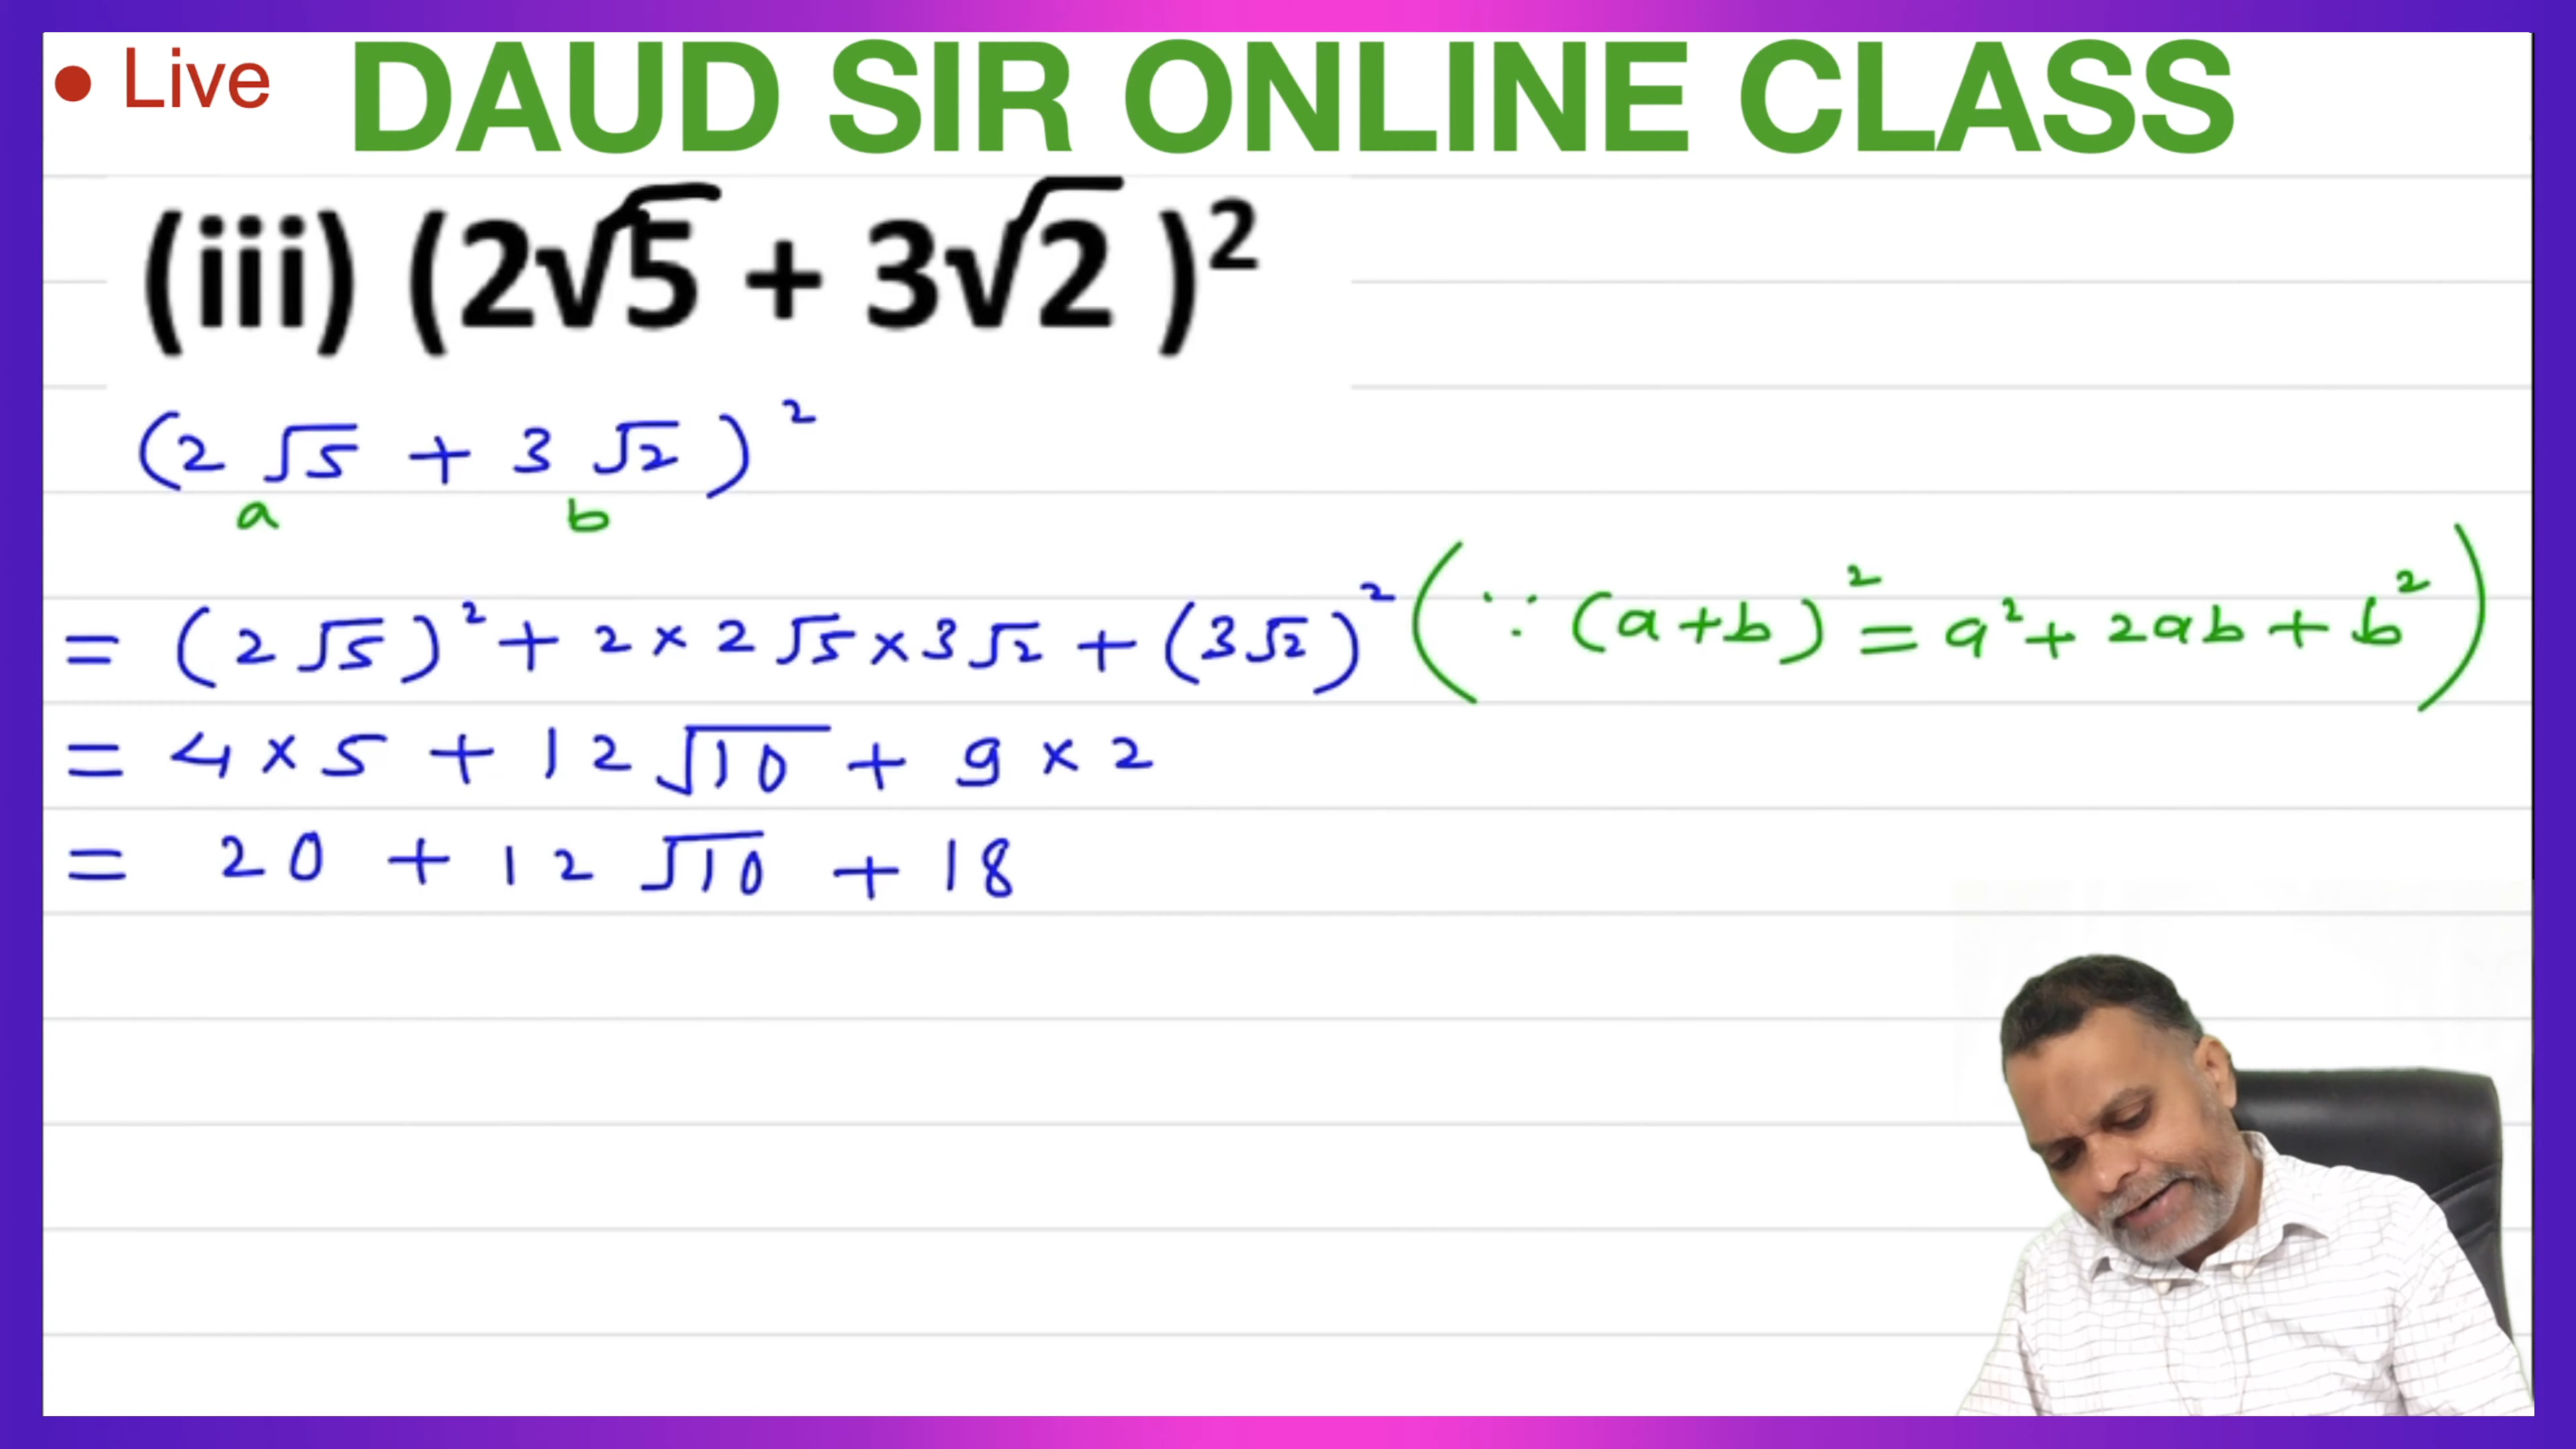 • Live DAUD SIR ONLINE CLASS
(iii) (2√5 + 3√2 )²
(2 √5 + 3 √2 )²
a b
= (2 √5 )² + 2 × 2 √5 × 3 √2 + (3 √2 )² (∵ (a+b)² = a² + 2ab + b²)
= 4 × 5 + 12 √10 + 9 × 2
= 20 + 12 √10 + 18